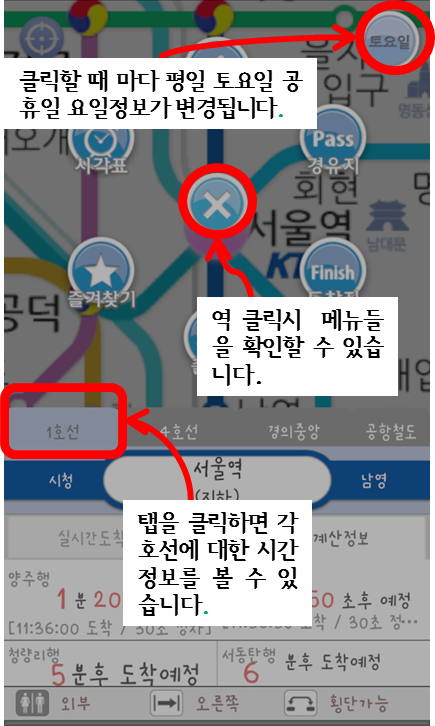 토요일
클릭할 때 마다 평일 토요일 공
휴일 요일정보가 변경됩니다.
입구
명동
시각표
Pass
경유지
회현
서울역
남대문
즐겨찾기
Finish
공덕
역 클릭시 메뉴들
을 확인할 수 있습
니다.
1호선
4호선
경의중앙
공항철도
시청
서울역
(지하)
남영
탭을 클릭하면 각
호선에 대한 시간
정보를 볼 수 있
습니다.
실시간도착
계산정보
양주행
1 분 20
50 초후 예정
[11:36:00 도착 / 30초 정차]
도착 / 30초 정…
청량리행
5 분후 도착예정
서동탄행
6 분후 도착예정
외부
오른쪽
횡단가능